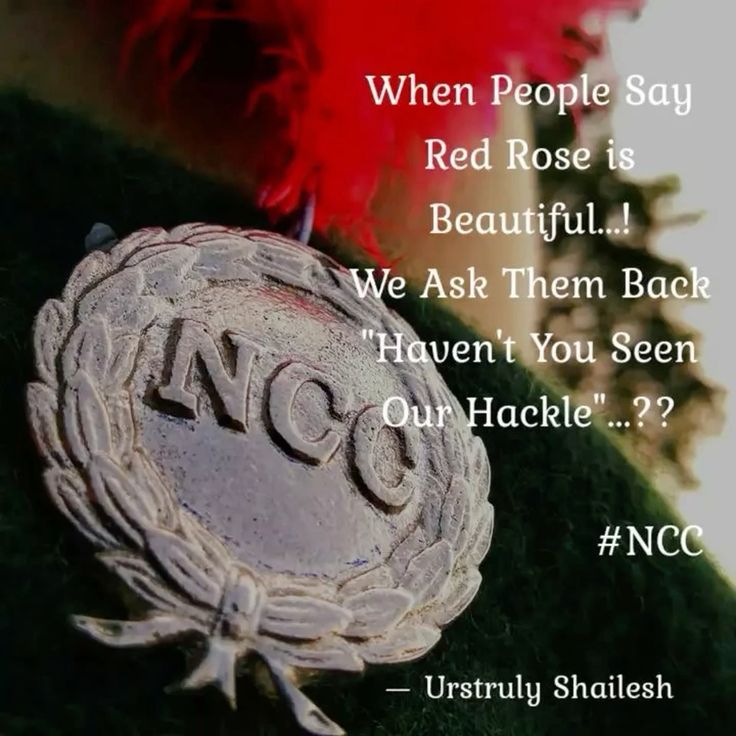 When People Say
Red Rose is
Beautiful...!
We Ask Them Back
"Haven't You Seen
Our Hackle"...??
NCC
#NCC
— Urstruly Shailesh